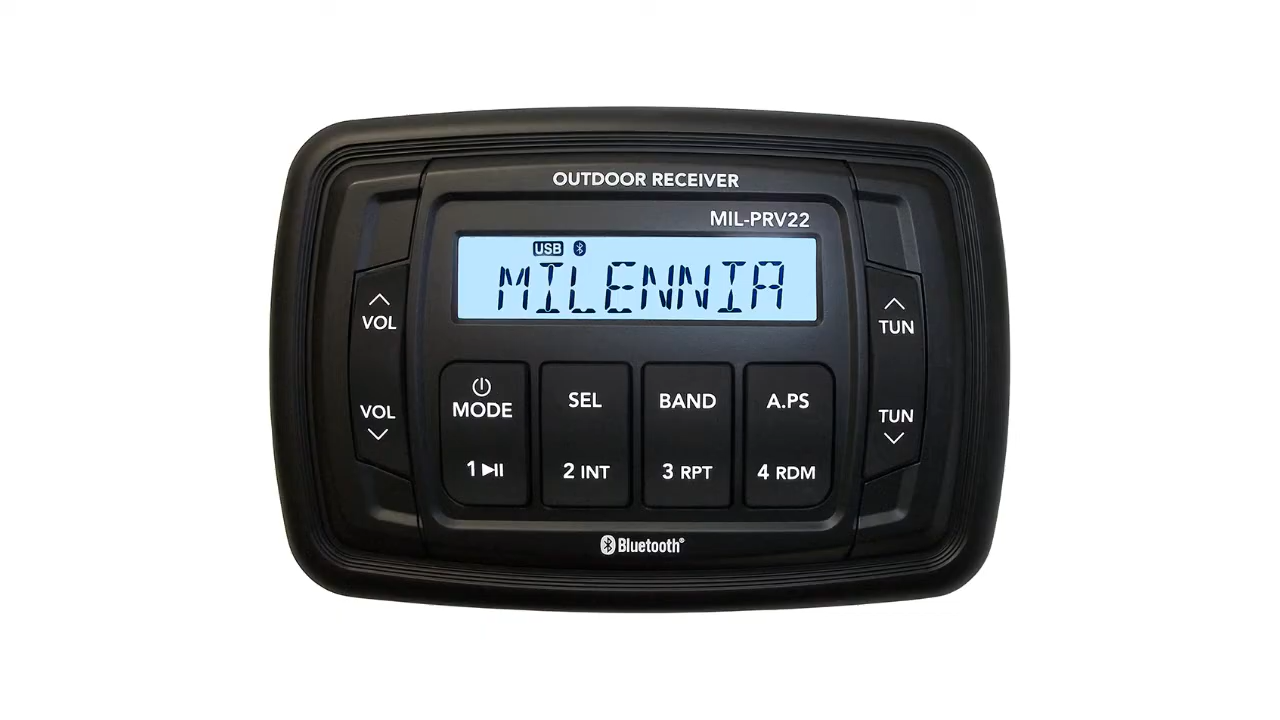 OUTDOOR RECEIVER
MIL-PRV22
USB
MILENNIA
VOL
VOL
TUN
TUN
MODE
SEL
BAND
A.PS
1
2 INT
3 RPT
4 RDM
Bluetooth®